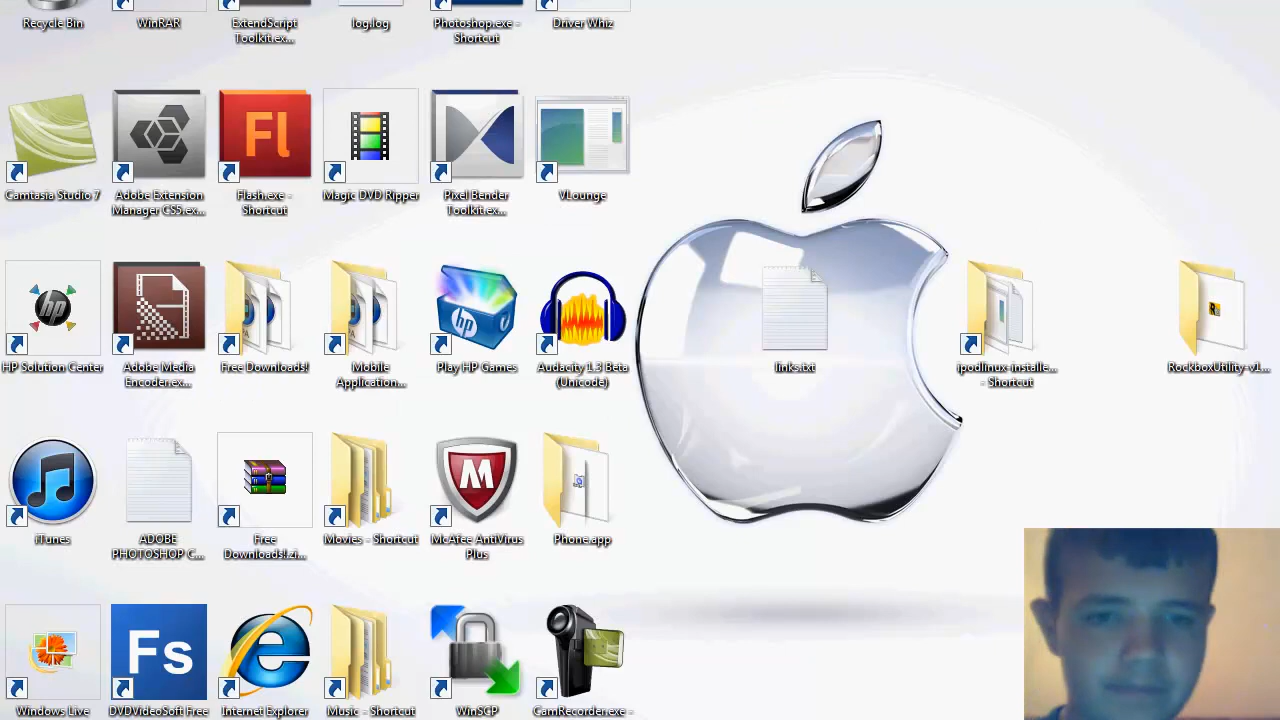 Recycle Bin
WinRAR
ExtendScript
Toolkit.ex...
log.log
Photoshop.exe -
Shortcut
Driver Whiz
Fl
Camtasia Studio 7
Adobe Extension
Manager CS5.ex...
Flash.exe -
Shortcut
Magic DVD Ripper
Pixel Bender
Toolkit.ex...
VLounge
hp
hp
HP Solution Center
Adobe Media
Encoder.ex...
Free Downloads!
Mobile
Application...
Play HP Games
Audacity 1.3 Beta
(Unicode)
links.txt
ipodlinux-installe...
- Shortcut
RockboxUtility-v1...
M
iTunes
ADOBE
PHOTOSHOP C...
Free
Downloads!.zi...
Movies - Shortcut
McAfee AntiVirus
Plus
Phone.app
Fs
Windows Live
DVDVideoSoft Free
Internet Explorer
Music - Shortcut
WinSCP
CamRecorder.exe -